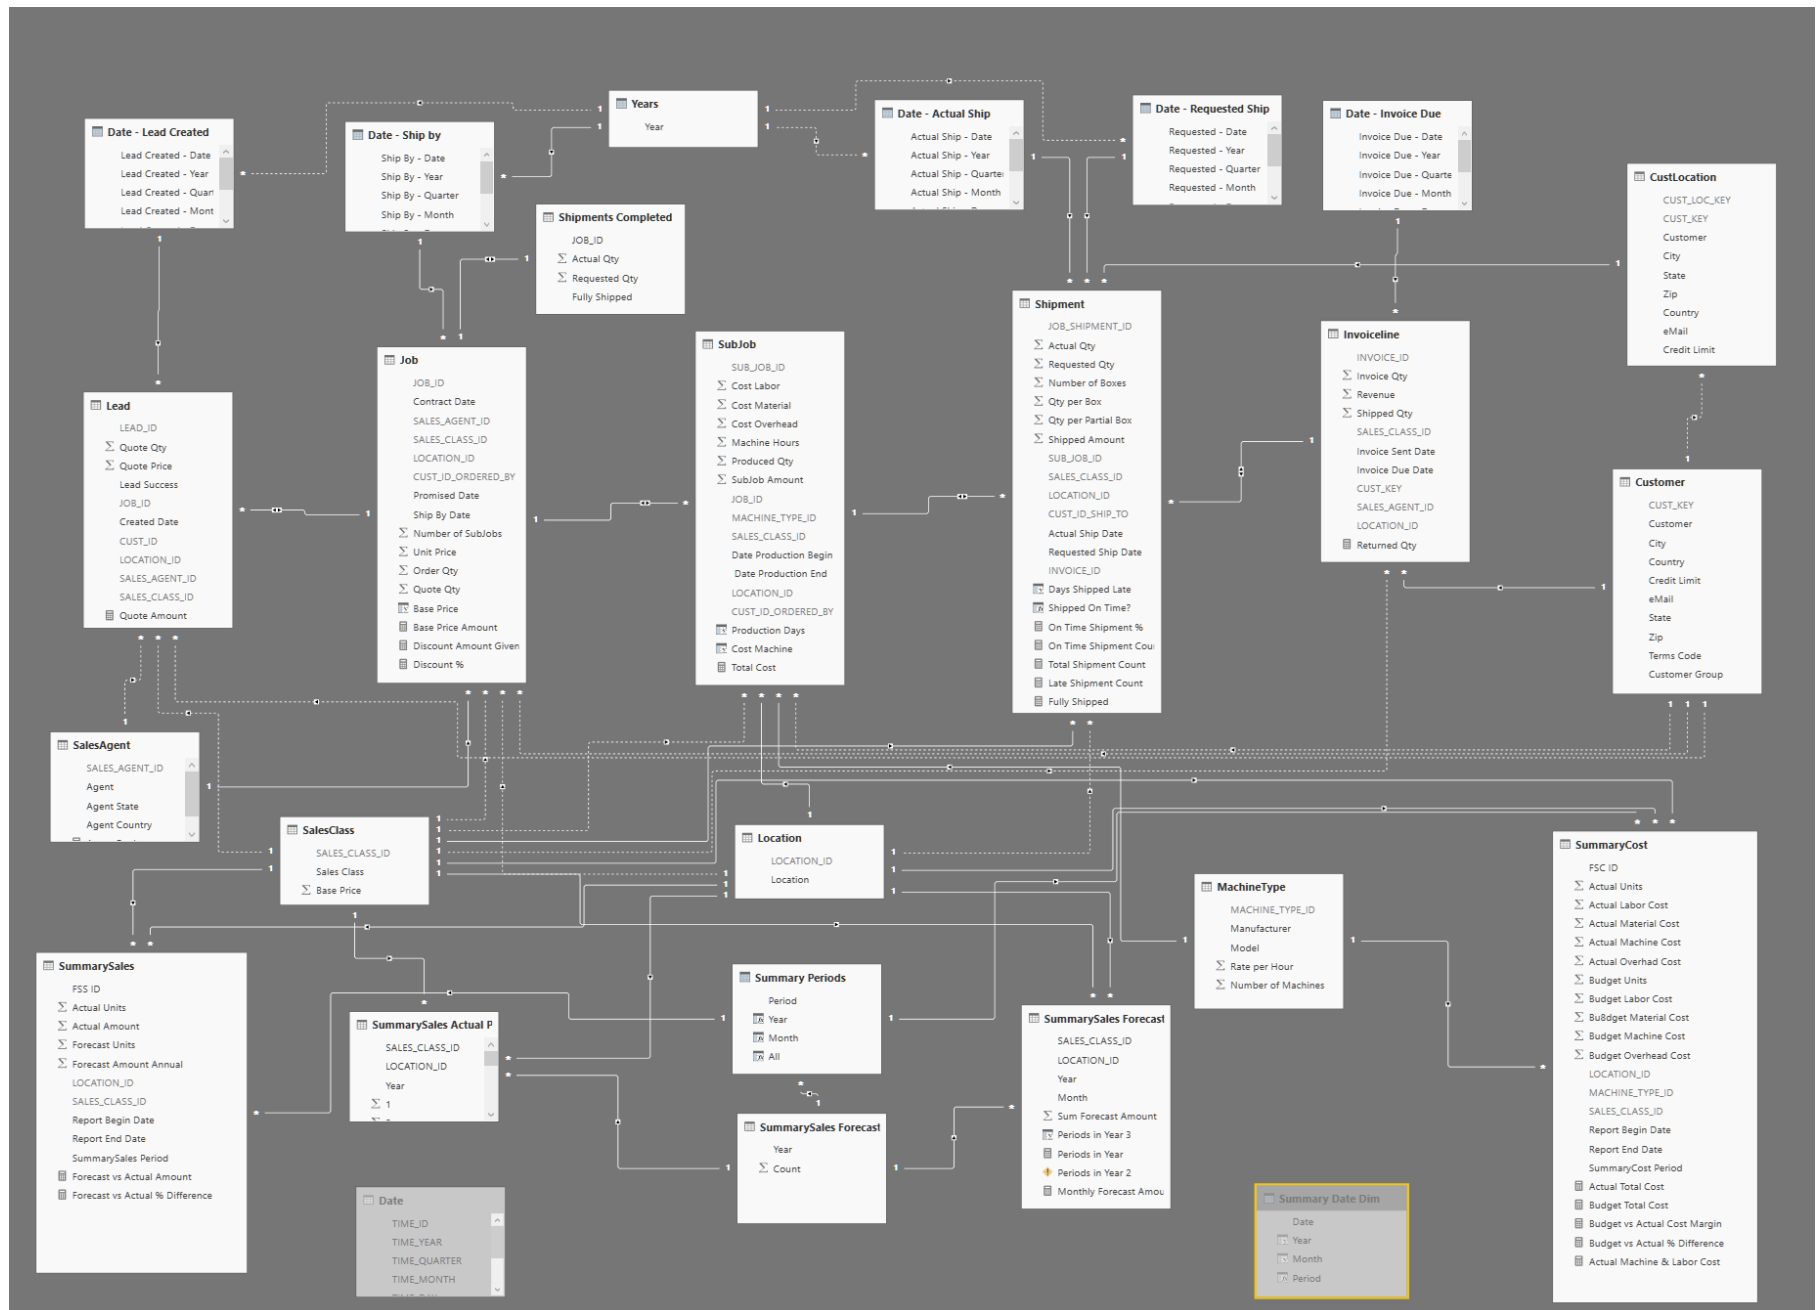 Years
Year
Date - Lead Created
Lead Created - Date
Lead Created - Year
Lead Created - Quart
Lead Created - Mont
Date - Ship by
Ship By - Date
Ship By - Year
Ship By - Quarter
Ship By - Month
Date - Actual Ship
Actual Ship - Date
Actual Ship - Year
Actual Ship - Quarte
Actual Ship - Month
Date - Requested Ship
Requested - Date
Requested - Year
Requested - Quarter
Requested - Month
Date - Invoice Due
Invoice Due - Date
Invoice Due - Year
Invoice Due - Quarte
Invoice Due - Month
CustLocation
CUST_LOC_KEY
CUST_KEY
Customer
City
State
Zip
Country
eMail
Credit Limit
Shipments Completed
JOB_ID
Actual Qty
Requested Qty
Fully Shipped
Lead
LEAD_ID
Quote Qty
Quote Price
Lead Success
JOB_ID
Created Date
CUST_ID
LOCATION_ID
SALES_AGENT_ID
SALES_CLASS_ID
Quote Amount
Job
JOB_ID
Contract Date
SALES_AGENT_ID
SALES_CLASS_ID
LOCATION_ID
CUST_ID_ORDERED_BY
Promised Date
Ship By Date
Number of SubJobs
Unit Price
Order Qty
Quote Qty
Base Price
Base Price Amount
Discount Amount Given
Discount %
SubJob
SUB_JOB_ID
Cost Labor
Cost Material
Cost Overhead
Machine Hours
Produced Qty
SubJob Amount
JOB_ID
MACHINE_TYPE_ID
SALES_CLASS_ID
Date Production Begin
Date Production End
LOCATION_ID
CUST_ID_ORDERED_BY
Production Days
Cost Machine
Total Cost
Shipment
JOB_SHIPMENT_ID
Actual Qty
Requested Qty
Number of Boxes
Qty per Box
Qty per Partial Box
Shipped Amount
SUB_JOB_ID
SALES_CLASS_ID
LOCATION_ID
CUST_ID_SHIP_TO
Actual Ship Date
Requested Ship Date
INVOICE_ID
Days Shipped Late
Shipped On Time?
On Time Shipment %
On Time Shipment Cou
Total Shipment Count
Late Shipment Count
Fully Shipped
Invoiceline
INVOICE_ID
Invoice Qty
Revenue
Shipped Qty
SALES_CLASS_ID
Invoice Sent Date
Invoice Due Date
CUST_KEY
SALES_AGENT_ID
LOCATION_ID
Returned Qty
Customer
CUST_KEY
Customer
City
Country
Credit Limit
eMail
State
Zip
Terms Code
Customer Group
SalesAgent
SALES_AGENT_ID
Agent
Agent State
Agent Country
SalesClass
SALES_CLASS_ID
Sales Class
Base Price
Location
LOCATION_ID
Location
MachineType
MACHINE_TYPE_ID
Manufacturer
Model
Rate per Hour
Number of Machines
SummaryCost
FSC ID
Actual Units
Actual Labor Cost
Actual Material Cost
Actual Machine Cost
Actual Overhad Cost
Budget Units
Budget Labor Cost
Bu8dget Material Cost
Budget Machine Cost
Budget Overhead Cost
LOCATION_ID
MACHINE_TYPE_ID
SALES_CLASS_ID
Report Begin Date
Report End Date
SummaryCost Period
Actual Total Cost
Budget Total Cost
Budget vs Actual Cost Margin
Budget vs Actual % Difference
Actual Machine & Labor Cost
SummarySales
FSS ID
Actual Units
Actual Amount
Forecast Units
Forecast Amount Annual
LOCATION_ID
SALES_CLASS_ID
Report Begin Date
Report End Date
SummarySales Period
Forecast vs Actual Amount
Forecast vs Actual % Difference
SummarySales Actual P
SALES_CLASS_ID
LOCATION_ID
Year
1
Summary Periods
Period
Year
Month
All
SummarySales Forecast
Year
Count
SummarySales Forecast
SALES_CLASS_ID
LOCATION_ID
Year
Month
Sum Forecast Amount
Periods in Year 3
Periods in Year
Periods in Year 2
Monthly Forecast Amou
Date
TIME_ID
TIME_YEAR
TIME_QUARTER
TIME_MONTH
Summary Date Dim
Date
Year
Month
Period